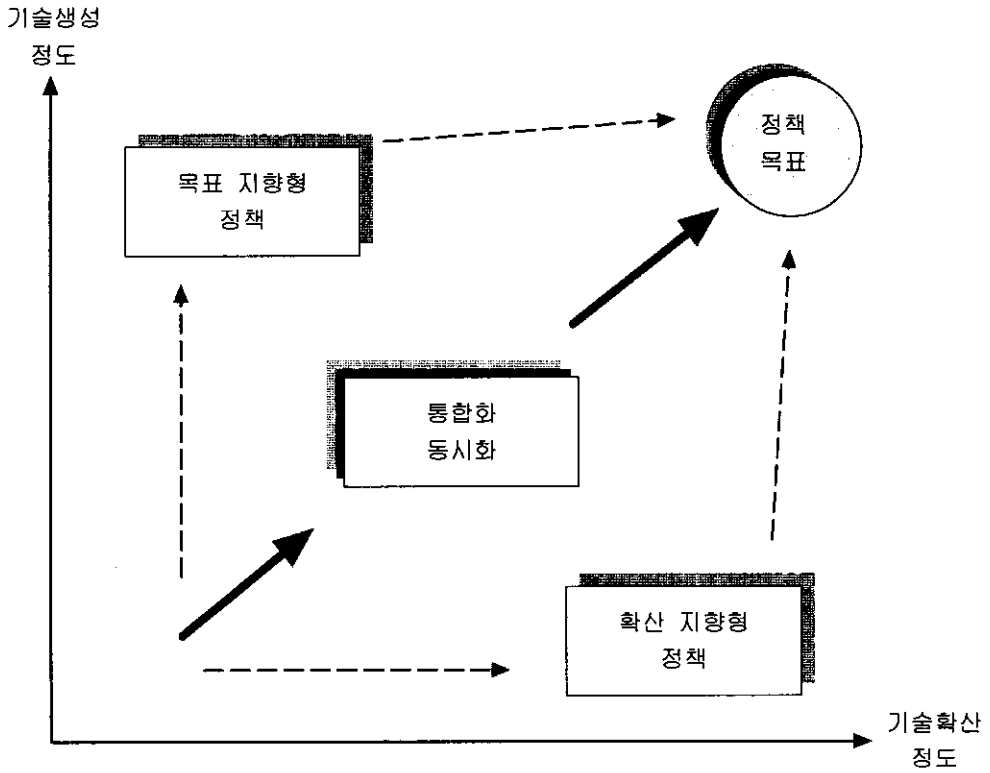 기술생성
정도
정책
목표
목표 지향형
정책
통합화
동시화
확산 지향형
정책
기술확산
정도